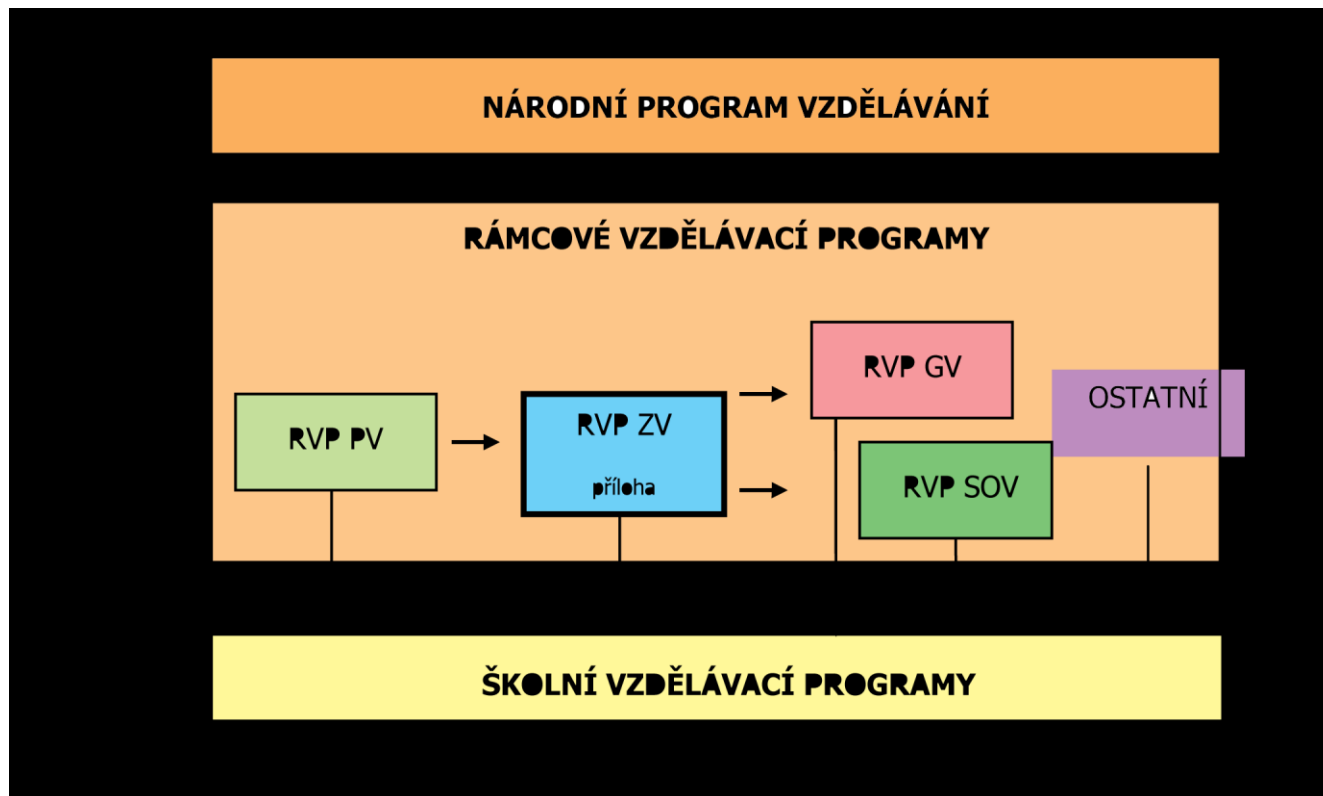 NÁRODNÍ PROGRAM VZDĚLÁVÁNÍ
RÁMCOVÉ VZDĚLÁVACÍ PROGRAMY
RVP PV
RVP ZV
příloha
RVP GV
RVP SOV
OSTATNÍ
ŠKOLNÍ VZDĚLÁVACÍ PROGRAMY